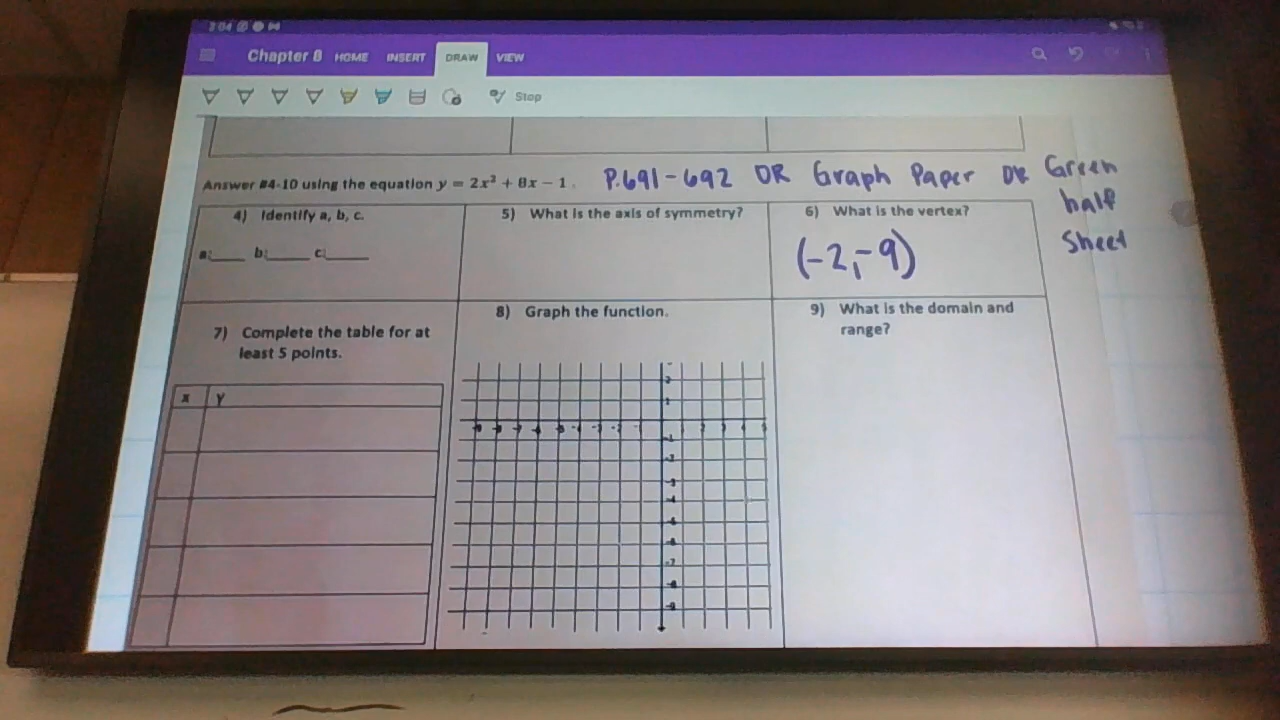 Chapter 8 HOME INSERT DRAW VIEW
Stop
Answer #4-10 using the equation y = 2x² + 8x − 1. P.691-692 OR Graph Paper OR Green half Sheet
4) Identify a, b, c.
a:____ b:____ c:____
5) What is the axis of symmetry?
6) What is the vertex?
(-2,-9)
7) Complete the table for at
least 5 points.
x y
8) Graph the function.
9) What is the domain and
range?